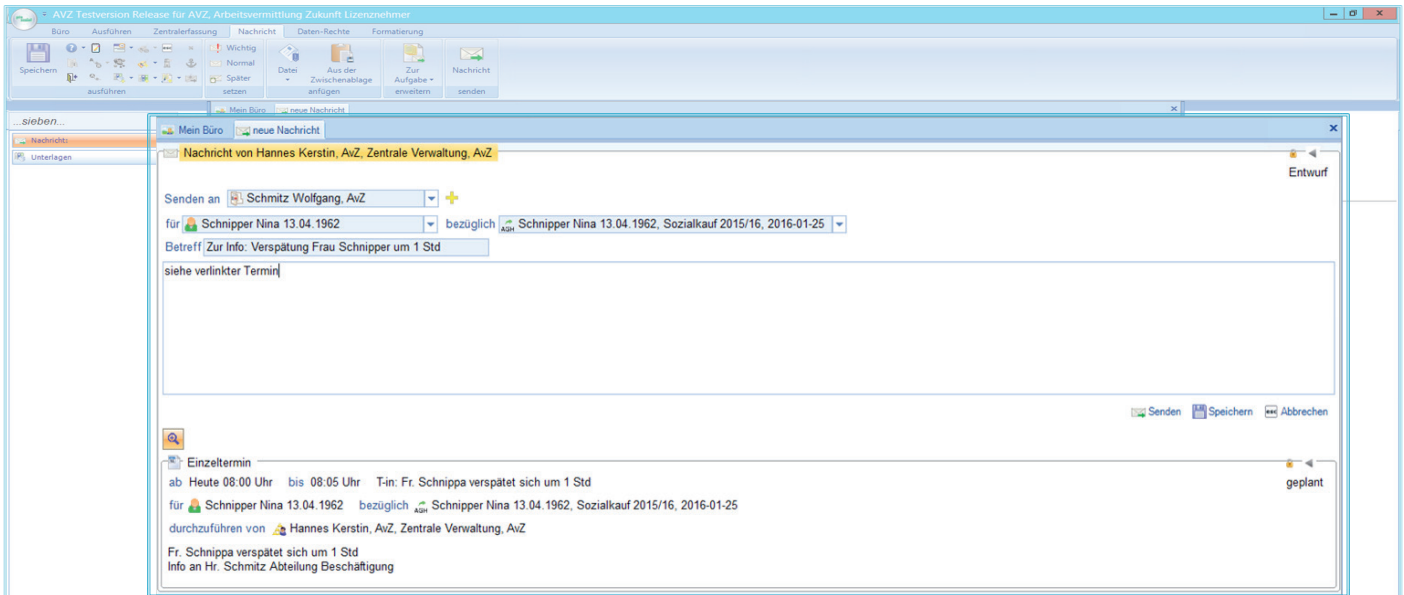 AVZ Testversion Release für AVZ, Arbeitsvermittlung Zukunft Lizenznehmer
Büro Ausführen Zentralerfassung Nachricht Daten-Rechte Formatierung
Speichern
Wichtig
Normal
Später
Datei
Aus der Zwischenablage
Zur Aufgabe
Nachricht
ausführen setzen anfügen erweitern senden
Mein Büro neue Nachricht
...sieben...
Nachricht:
Unterlagen
Mein Büro neue Nachricht
Nachricht von Hannes Kerstin, AvZ, Zentrale Verwaltung, AvZ
Entwurf
Senden an Schmitz Wolfgang, AvZ
für Schnipper Nina 13.04.1962 bezüglich AGH Schnipper Nina 13.04.1962, Sozialkauf 2015/16, 2016-01-25
Betreff Zur Info: Verspätung Frau Schnipper um 1 Std
siehe verlinkter Termin
Senden Speichern Abbrechen
Einzeltermin
ab Heute 08:00 Uhr bis 08:05 Uhr T-in: Fr. Schnippa verspätet sich um 1 Std geplant
für Schnipper Nina 13.04.1962 bezüglich AGH Schnipper Nina 13.04.1962, Sozialkauf 2015/16, 2016-01-25
durchzuführen von Hannes Kerstin, AvZ, Zentrale Verwaltung, AvZ
Fr. Schnippa verspätet sich um 1 Std
Info an Hr. Schmitz Abteilung Beschäftigung